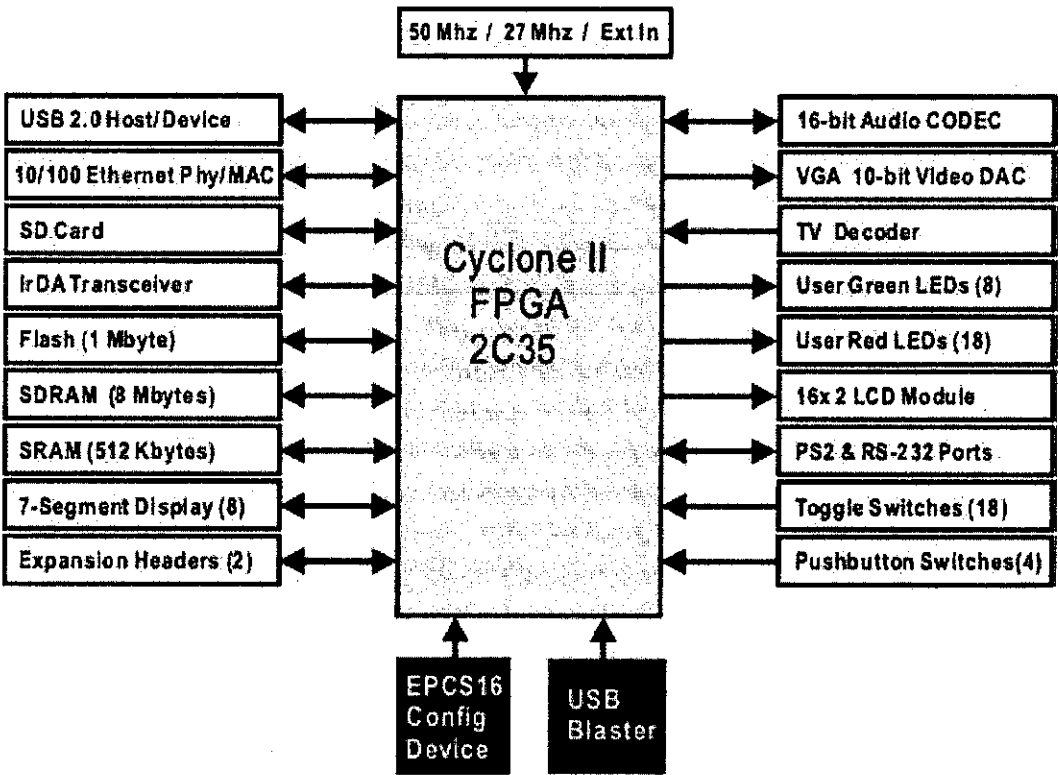 50 Mhz / 27 Mhz / Ext In
USB 2.0 Host/Device
10/100 Ethernet Phy/MAC
SD Card
IrDA Transceiver
Flash (1 Mbyte)
SDRAM (8 Mbytes)
SRAM (512 Kbytes)
7-Segment Display (8)
Expansion Headers (2)
Cyclone II
FPGA
2C35
16-bit Audio CODEC
VGA 10-bit Video DAC
TV Decoder
User Green LEDs (8)
User Red LEDs (18)
16x2 LCD Module
PS2 & RS-232 Ports
Toggle Switches (18)
Pushbutton Switches(4)
EPCS16
Config
Device
USB
Blaster